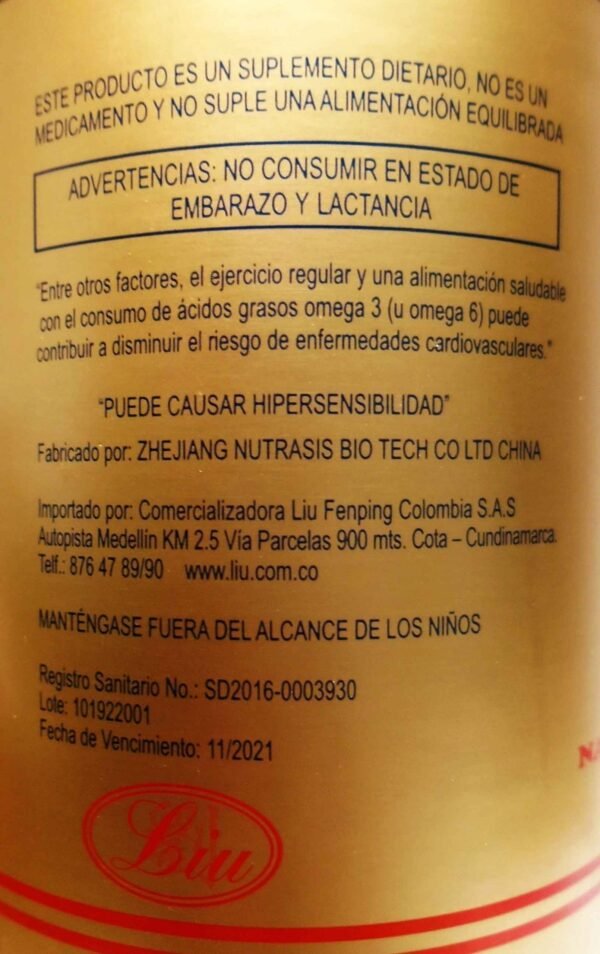 ESTE PRODUCTO ES UN SUPLEMENTO DIETARIO, NO ES UN
MEDICAMENTO Y NO SUPLE UNA ALIMENTACIÓN EQUILIBRADA
ADVERTENCIAS: NO CONSUMIR EN ESTADO DE
EMBARAZO Y LACTANCIA
"Entre otros factores, el ejercicio regular y una alimentación saludable
con el consumo de ácidos grasos omega 3 (u omega 6) puede
contribuir a disminuir el riesgo de enfermedades cardiovasculares."
"PUEDE CAUSAR HIPERSENSIBILIDAD"
Fabricado por: ZHEJIANG NUTRASIS BIO TECH CO LTD CHINA
Importado por: Comercializadora Liu Fenping Colombia S.A.S
Autopista Medellín KM 2.5 Vía Parcelas 900 mts. Cota – Cundinamarca.
Telf.: 876 47 89/90 www.liu.com.co
MANTÉNGASE FUERA DEL ALCANCE DE LOS NIÑOS
Registro Sanitario No.: SD2016-0003930
Lote: 101922001
Fecha de Vencimiento: 11/2021
Liu